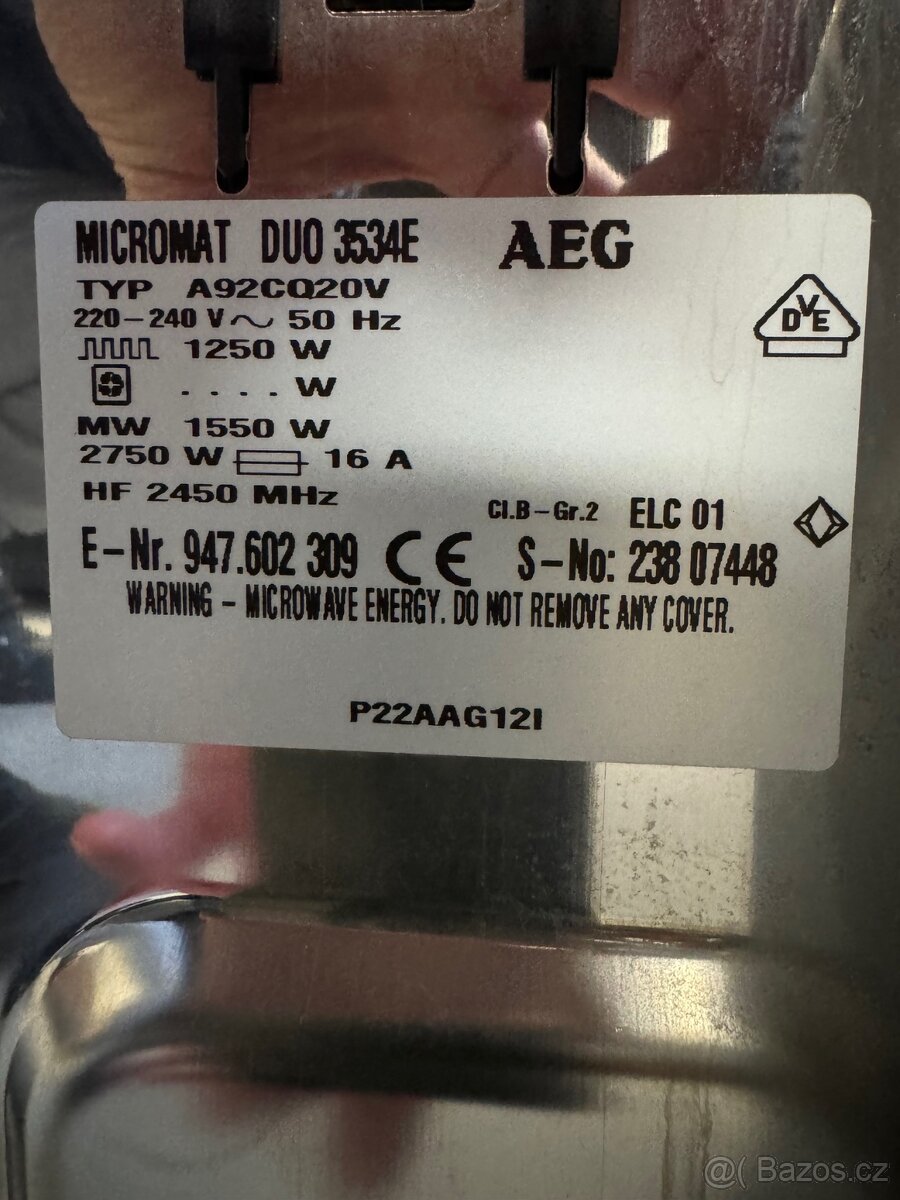 MICROMAT DUO 3534E AEG
TYP A92CQ20V
220-240 V~ 50 Hz
1250 W
DVE
. . . . W
MW 1550 W
2750 W 16 A
HF 2450 MHz
Cl.B-Gr.2 ELC 01
E-Nr. 947.602 309 CE S-No: 238 07448
WARNING - MICROWAVE ENERGY. DO NOT REMOVE ANY COVER.
P22AAG12I
@( Bazos.cz